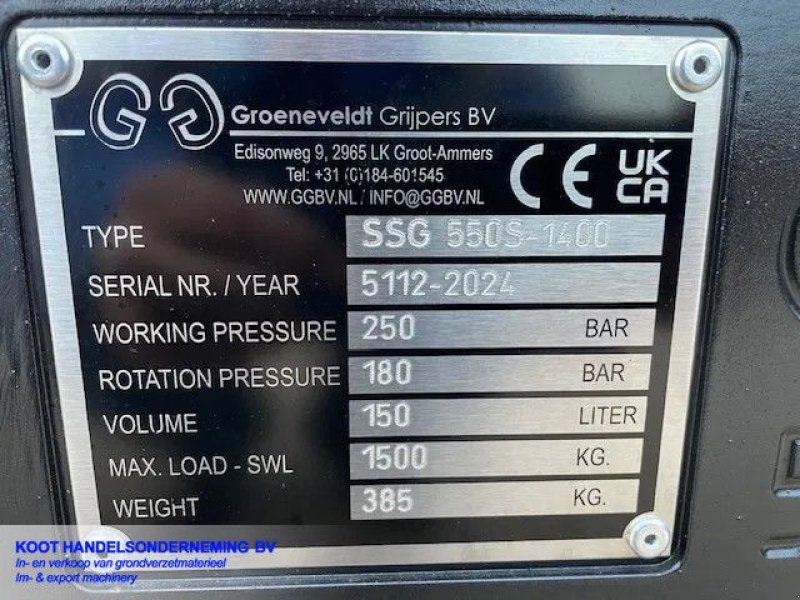 GG Groeneveldt Grijpers BV
Edisonweg 9, 2965 LK Groot-Ammers
Tel: +31 (0)184-601545
WWW.GGBV.NL / INFO@GGBV.NL
CE UK CA
TYPE SSG 550S-1400
SERIAL NR. / YEAR 5112-2024
WORKING PRESSURE 250 BAR
ROTATION PRESSURE 180 BAR
VOLUME 150 LITER
MAX. LOAD - SWL 1500 KG.
WEIGHT 385 KG.
KOOT HANDELSONDERNEMING BV
In- en verkoop van grondverzetmaterieel
Im- & export machinery